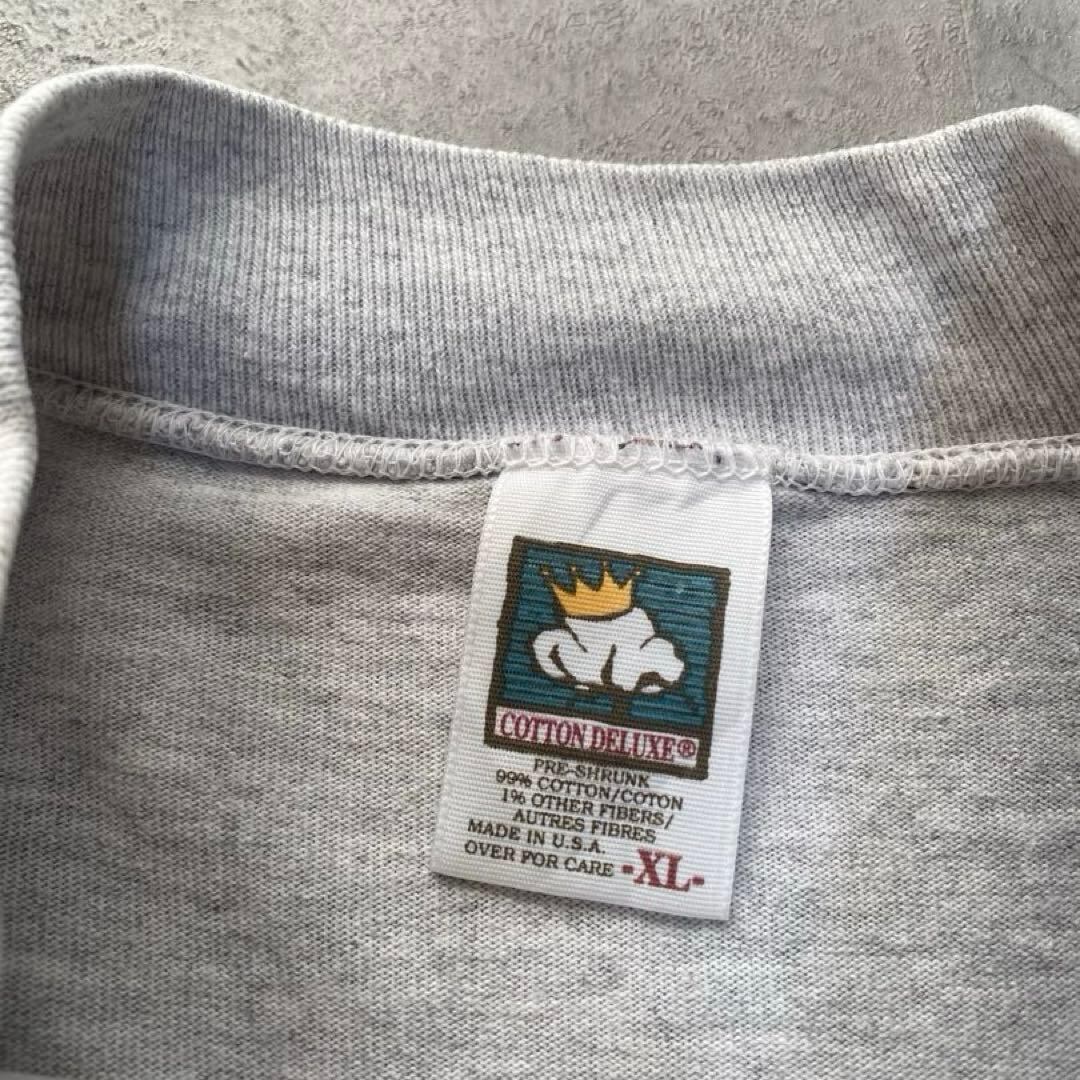 COTTON DELUXE®
PRE-SHRUNK
99% COTTON/COTON
1% OTHER FIBERS/
AUTRES FIBRES
MADE IN U.S.A.
OVER FOR CARE -XL-